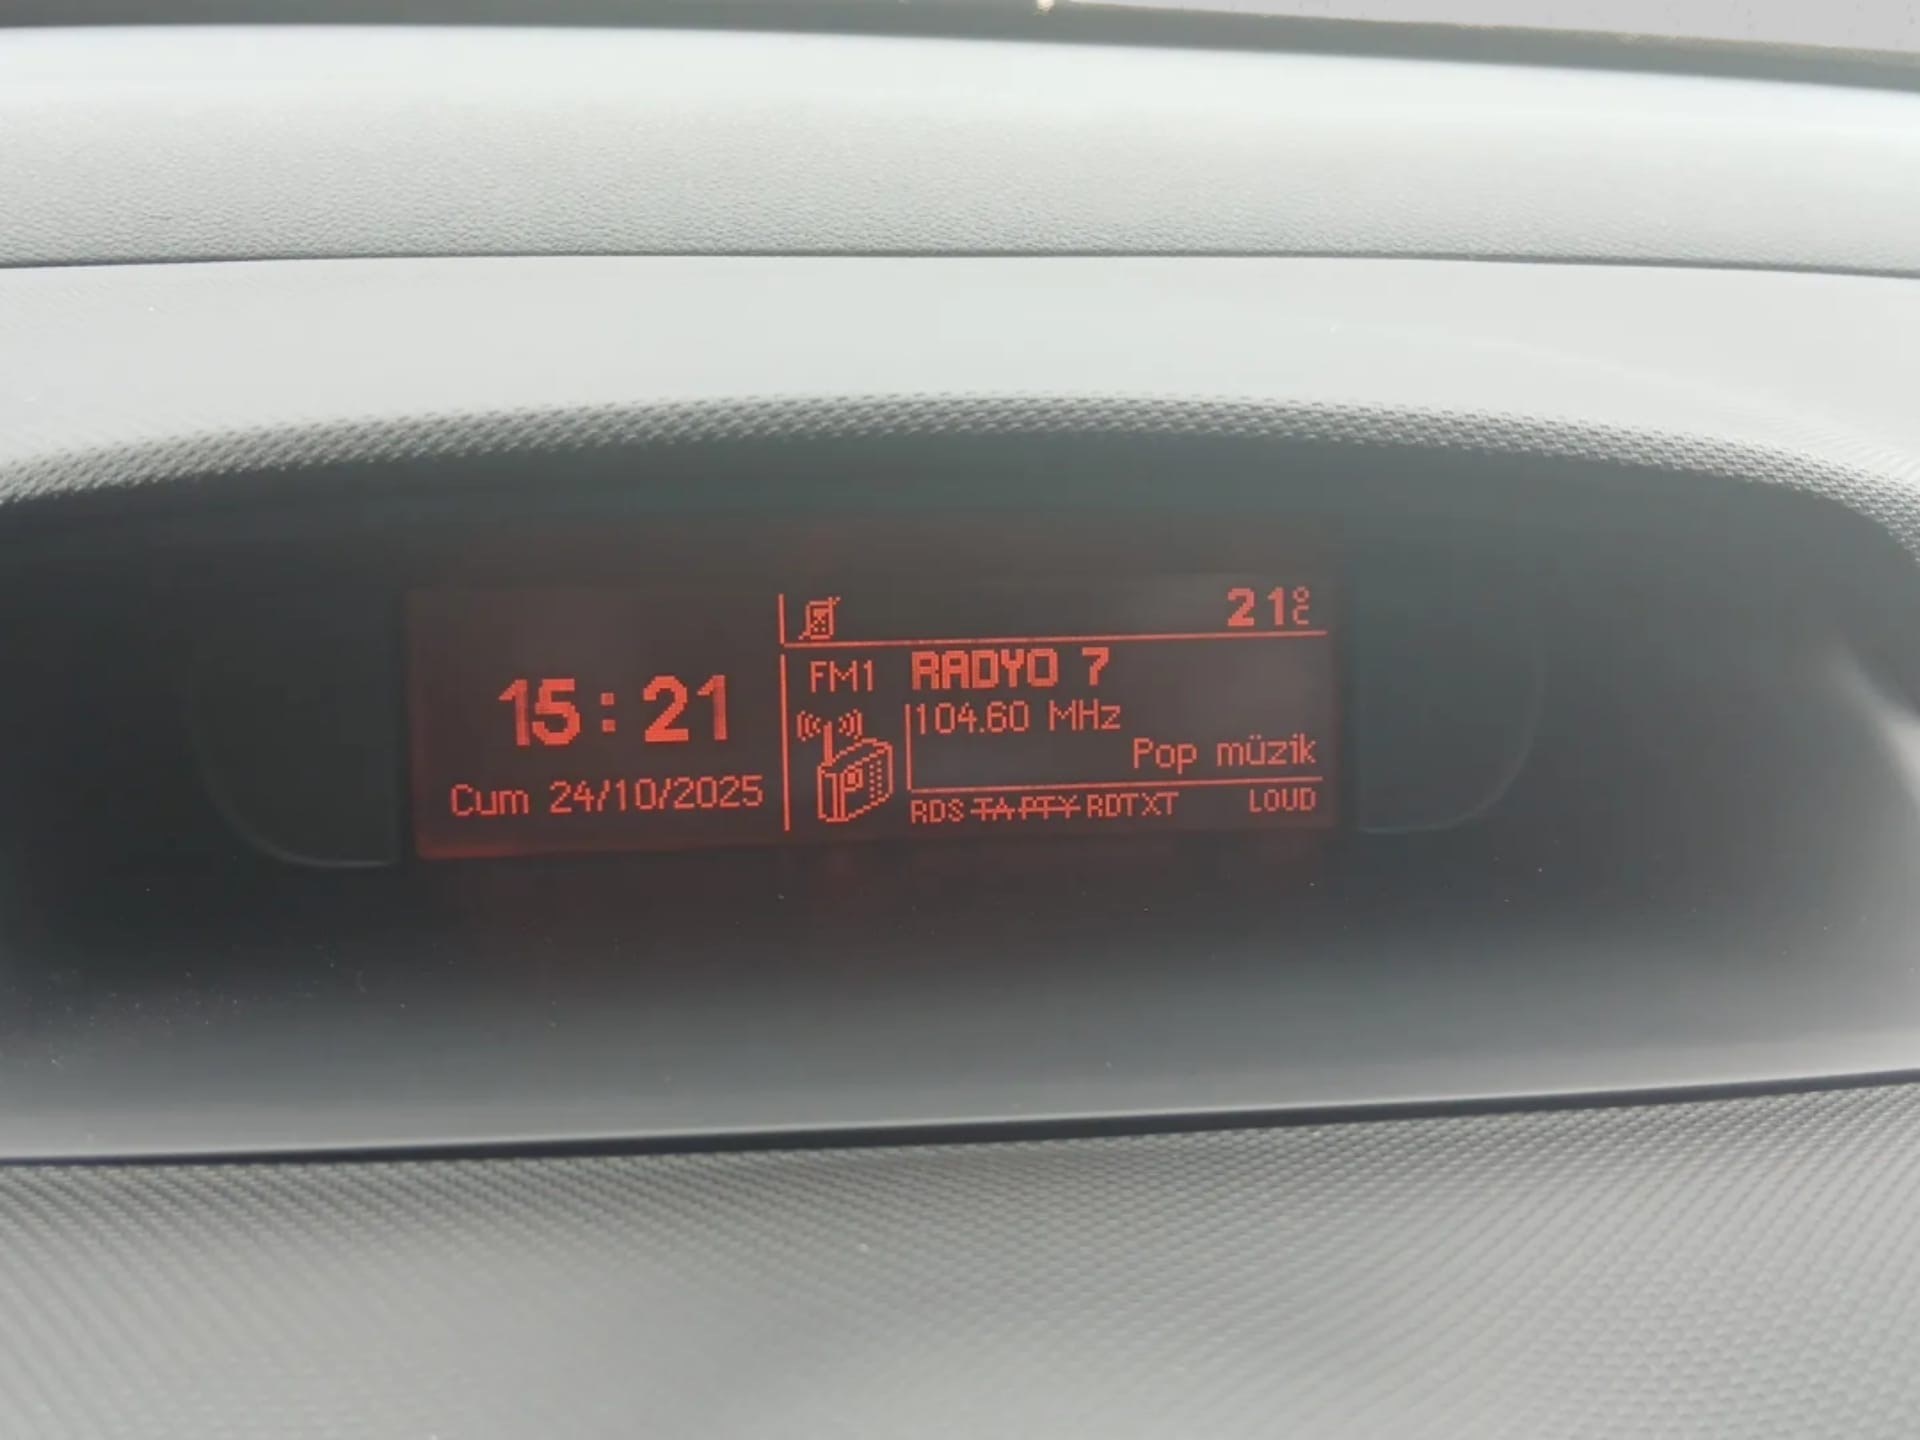 15:21
Cum 24/10/2025
21°C
FM1
RADYO 7
104.60 MHz
Pop müzik
RDS TA PTY RDTXT LOUD